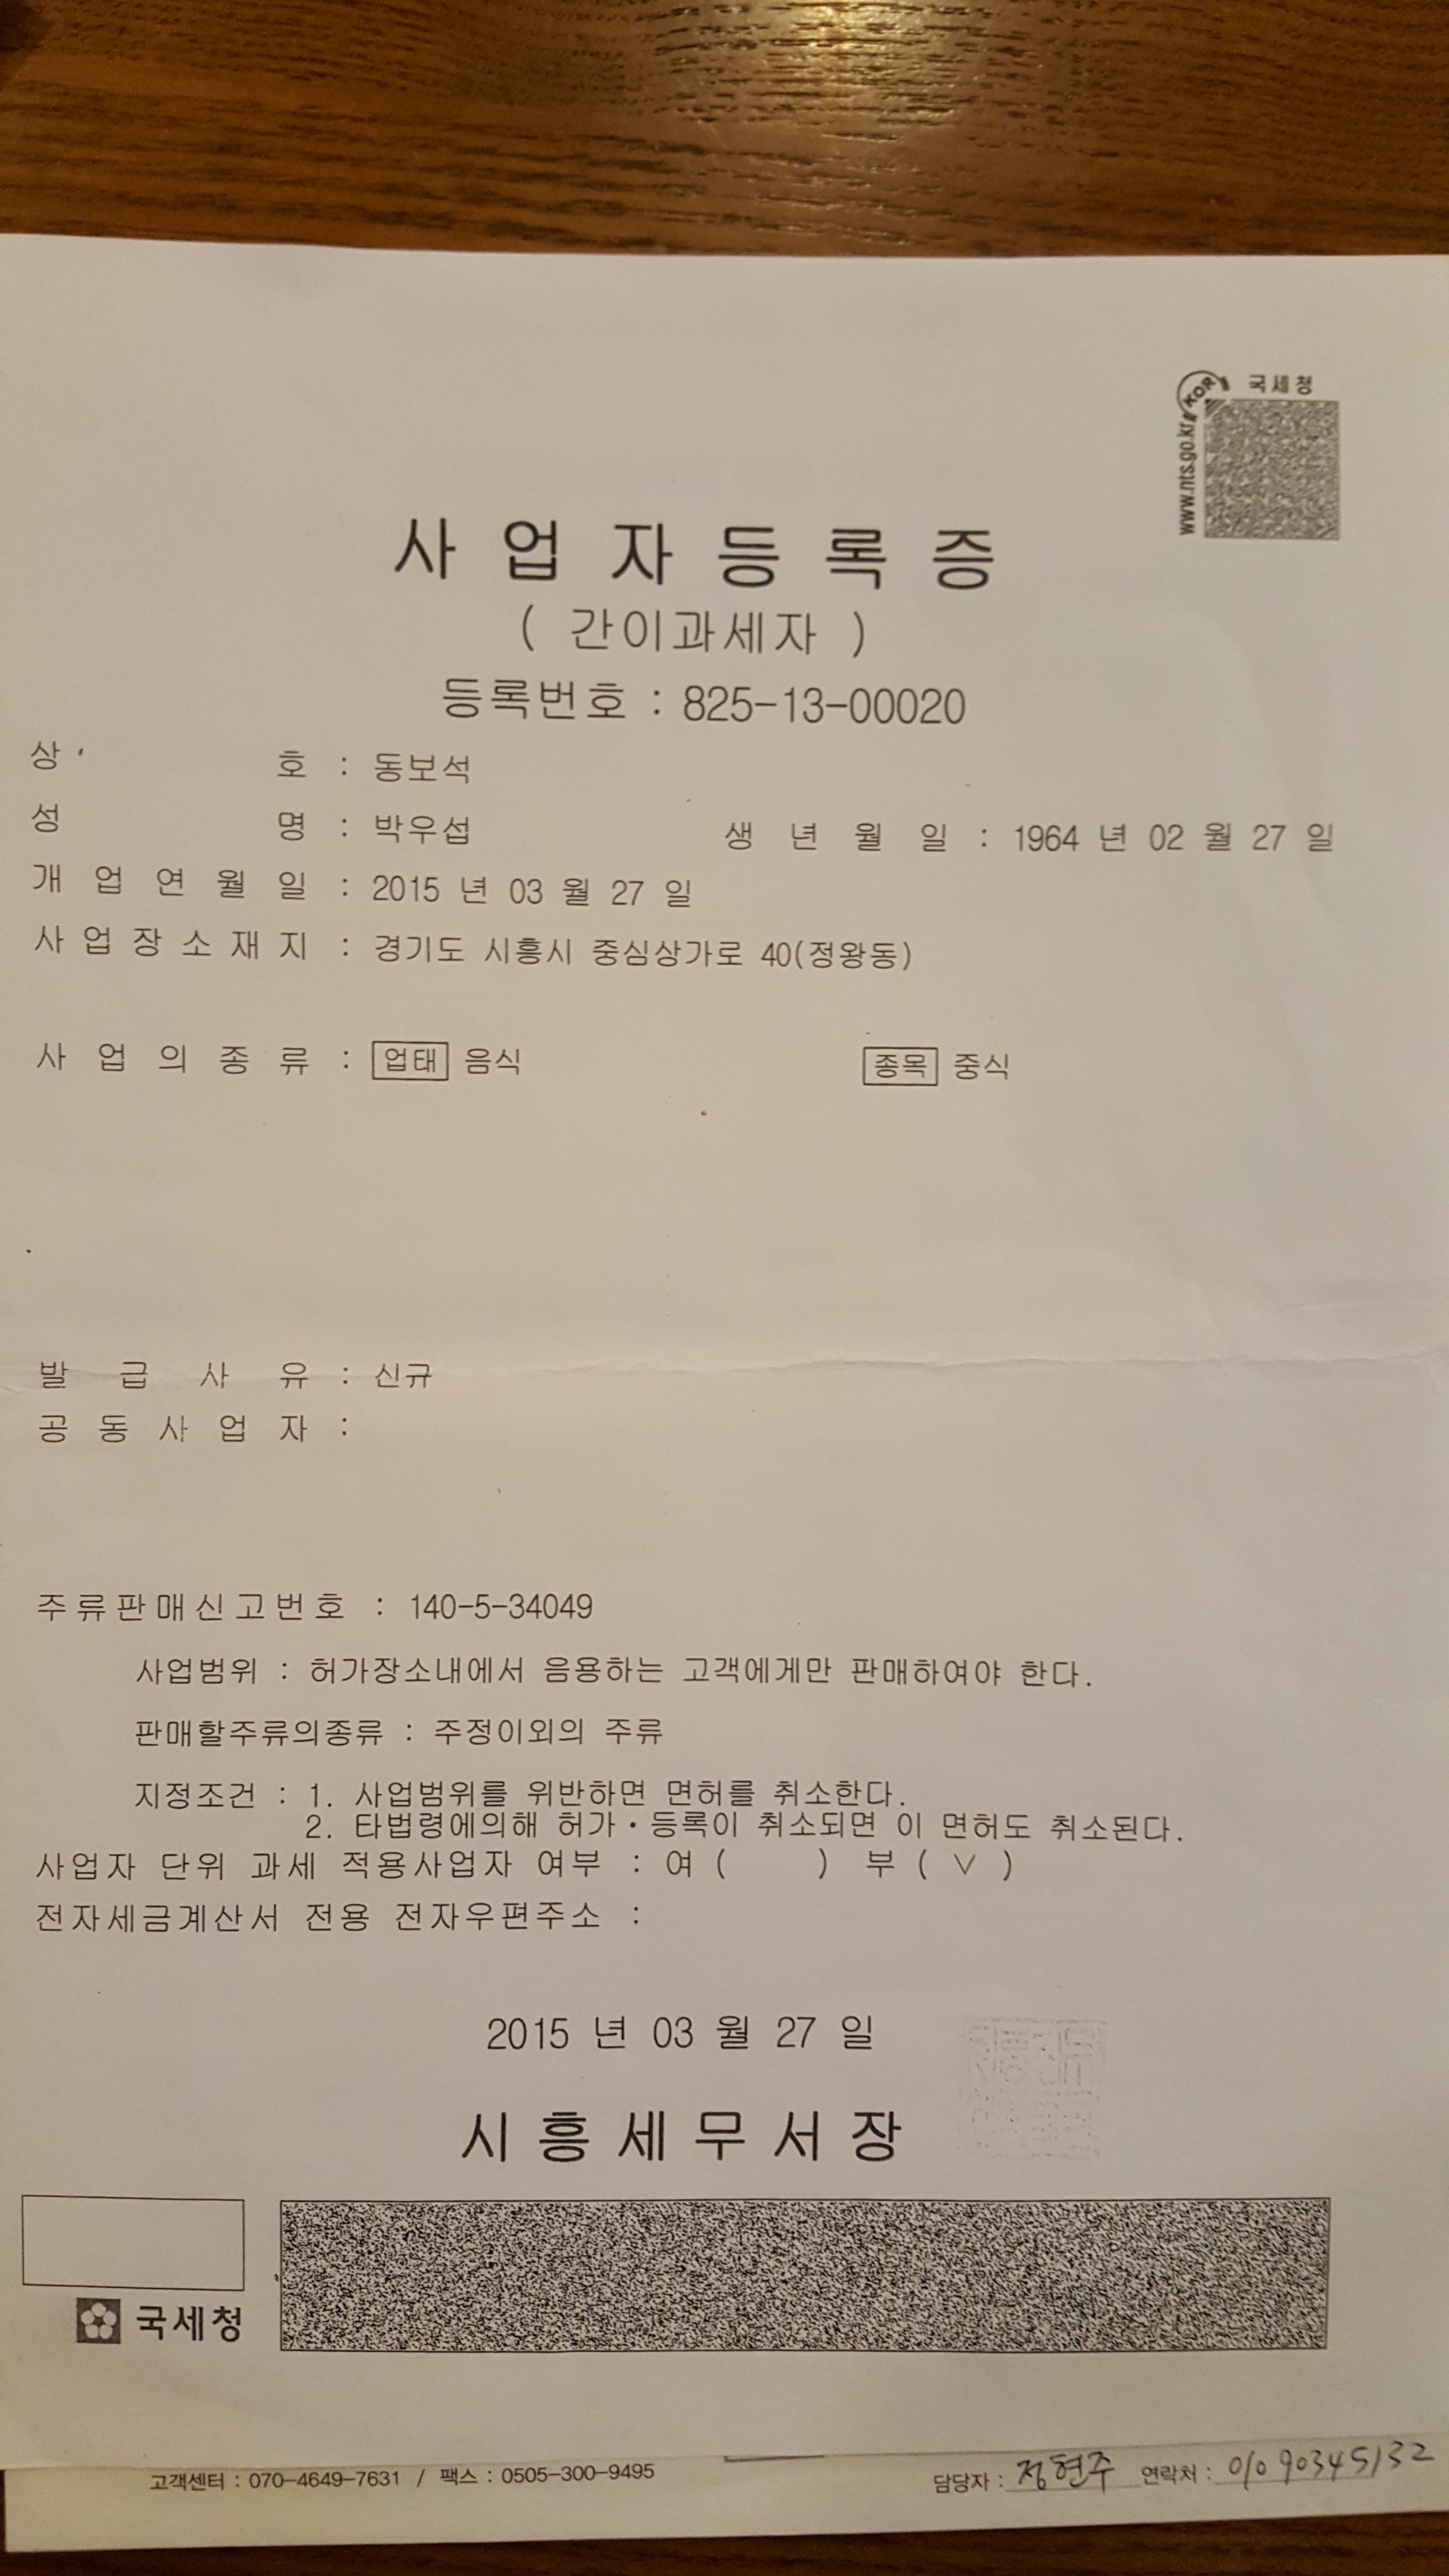 국세청
KOR
www.nts.go.kr
사업자등록증
( 간이과세자 )
등록번호 : 825-13-00020
상 호 : 동보석
성 명 : 박우섭 생 년 월 일 : 1964 년 02 월 27 일
개 업 연 월 일 : 2015 년 03 월 27 일
사 업 장 소 재 지 : 경기도 시흥시 중심상가로 40(정왕동)
사 업 의 종 류 : 업태 음식 종목 중식
발 급 사 유 : 신규
공 동 사 업 자 :
주류판매신고번호 : 140-5-34049
사업범위 : 허가장소내에서 음용하는 고객에게만 판매하여야 한다.
판매할주류의종류 : 주정이외의 주류
지정조건 : 1. 사업범위를 위반하면 면허를 취소한다.
2. 타법령에의해 허가·등록이 취소되면 이 면허도 취소된다.
사업자 단위 과세 적용사업자 여부 : 여 ( ) 부 ( ∨ )
전자세금계산서 전용 전자우편주소 :
2015 년 03 월 27 일
시흥세무서장
국세청
고객센터 : 070-4649-7631 / 팩스 : 0505-300-9495 담당자 : 정현주 연락처 : 010 90345132